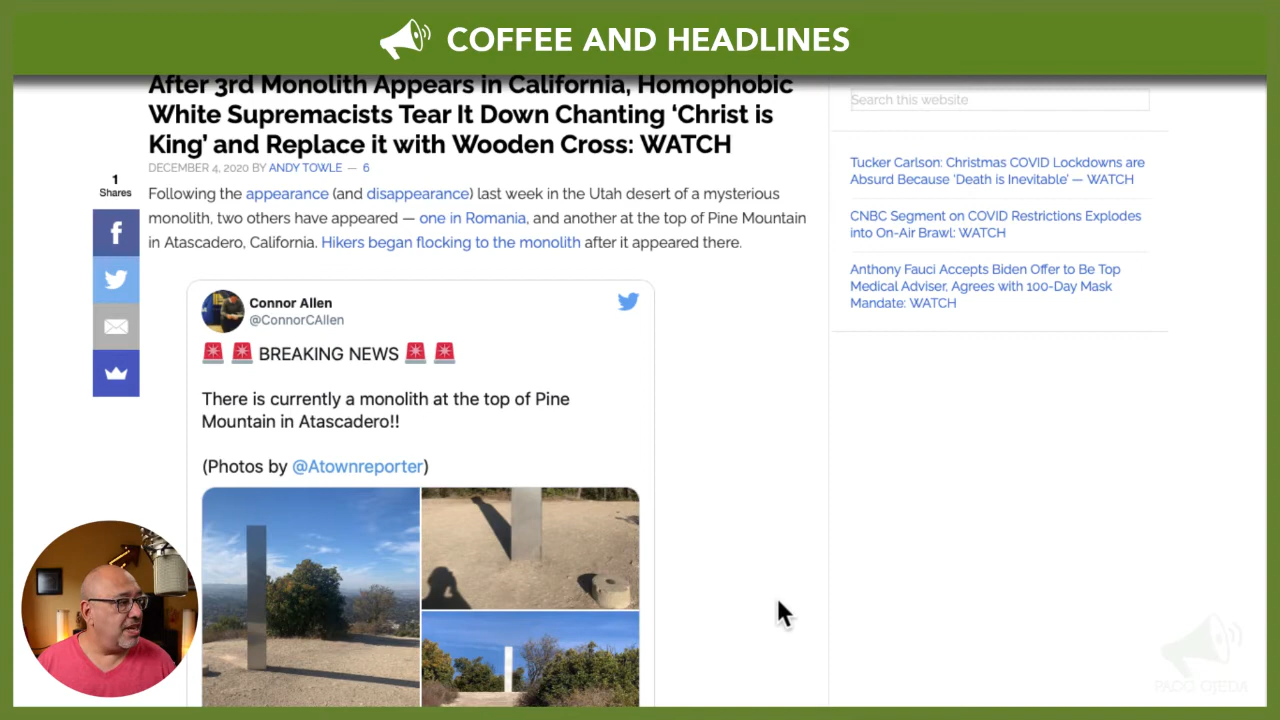 COFFEE AND HEADLINES
After 3rd Monolith Appears in California, Homophobic
White Supremacists Tear It Down Chanting ‘Christ is
King’ and Replace it with Wooden Cross: WATCH
DECEMBER 4, 2020 BY ANDY TOWLE — 6
1
Shares
Following the appearance (and disappearance) last week in the Utah desert of a mysterious
monolith, two others have appeared — one in Romania, and another at the top of Pine Mountain
in Atascadero, California. Hikers began flocking to the monolith after it appeared there.
Connor Allen
@ConnorCAllen
🚨 🚨 BREAKING NEWS 🚨 🚨
There is currently a monolith at the top of Pine
Mountain in Atascadero!!
(Photos by @Atownreporter)
Search this website
Tucker Carlson: Christmas COVID Lockdowns are
Absurd Because ‘Death is Inevitable’ — WATCH
CNBC Segment on COVID Restrictions Explodes
into On-Air Brawl: WATCH
Anthony Fauci Accepts Biden Offer to Be Top
Medical Adviser, Agrees with 100-Day Mask
Mandate: WATCH
PACO OJEDA